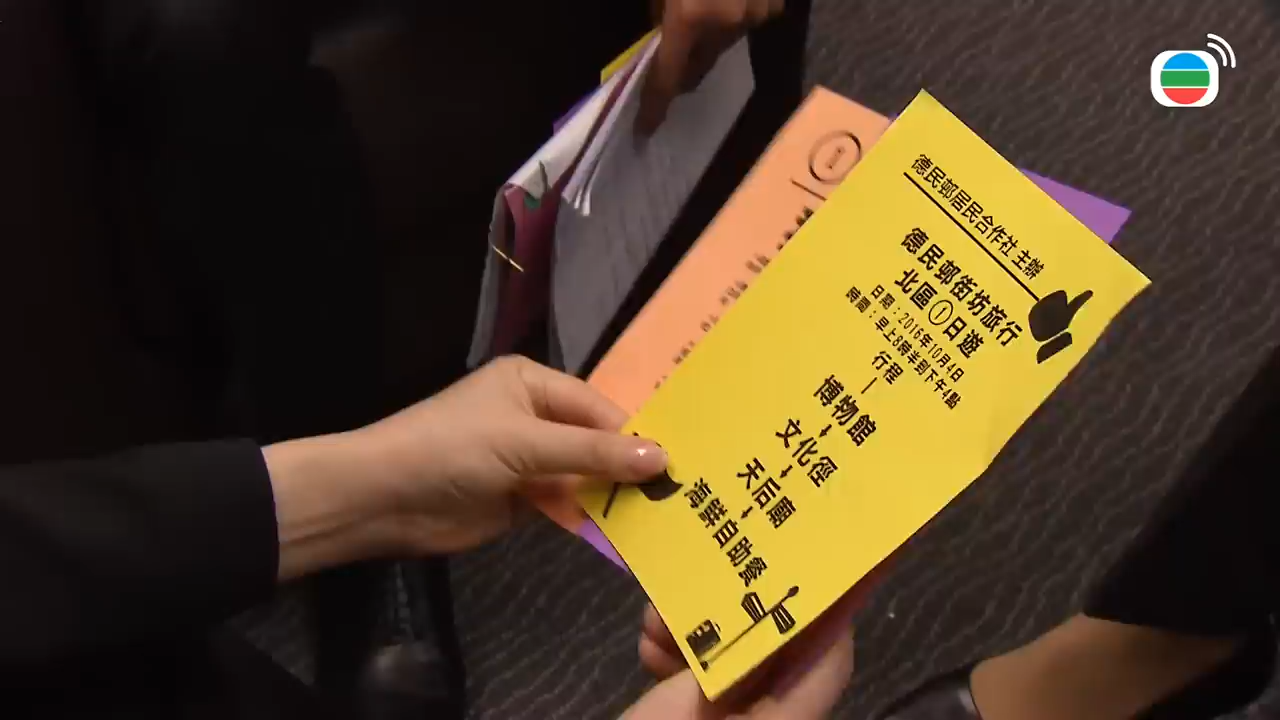 德民邨居民合作社 主辦
德民邨街坊旅行
北區①日遊
日期：2016年10月4日
時間：早上8時半到下午4點
行程
博物館
文化徑
天后廟
海鮮自助餐